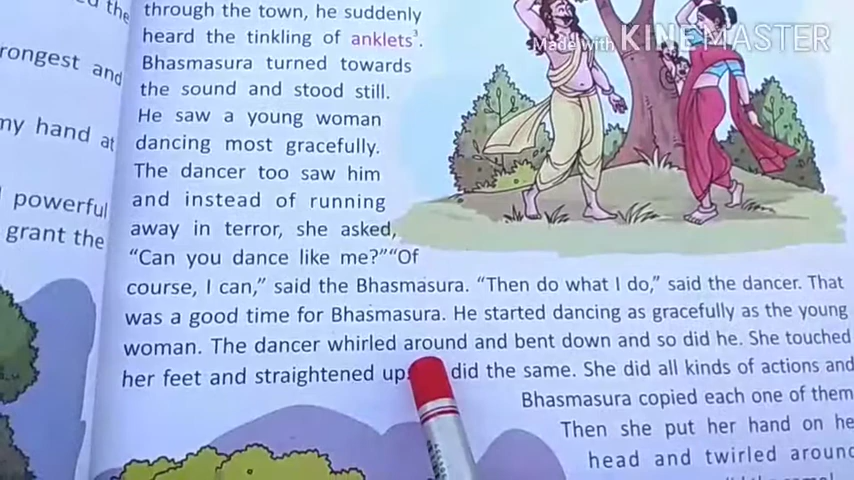 the
rongest and
my hand at
powerful
grant the
through the town, he suddenly
heard the tinkling of anklets³.
Bhasmasura turned towards
the sound and stood still.
He saw a young woman
dancing most gracefully.
The dancer too saw him
and instead of running
away in terror, she asked,
“Can you dance like me?”“Of
course, I can,” said the Bhasmasura. “Then do what I do,” said the dancer. That
was a good time for Bhasmasura. He started dancing as gracefully as the young
woman. The dancer whirled around and bent down and so did he. She touched
her feet and straightened up did the same. She did all kinds of actions and
Bhasmasura copied each one of them
Then she put her hand on he
head and twirled around
Made with KINEMASTER